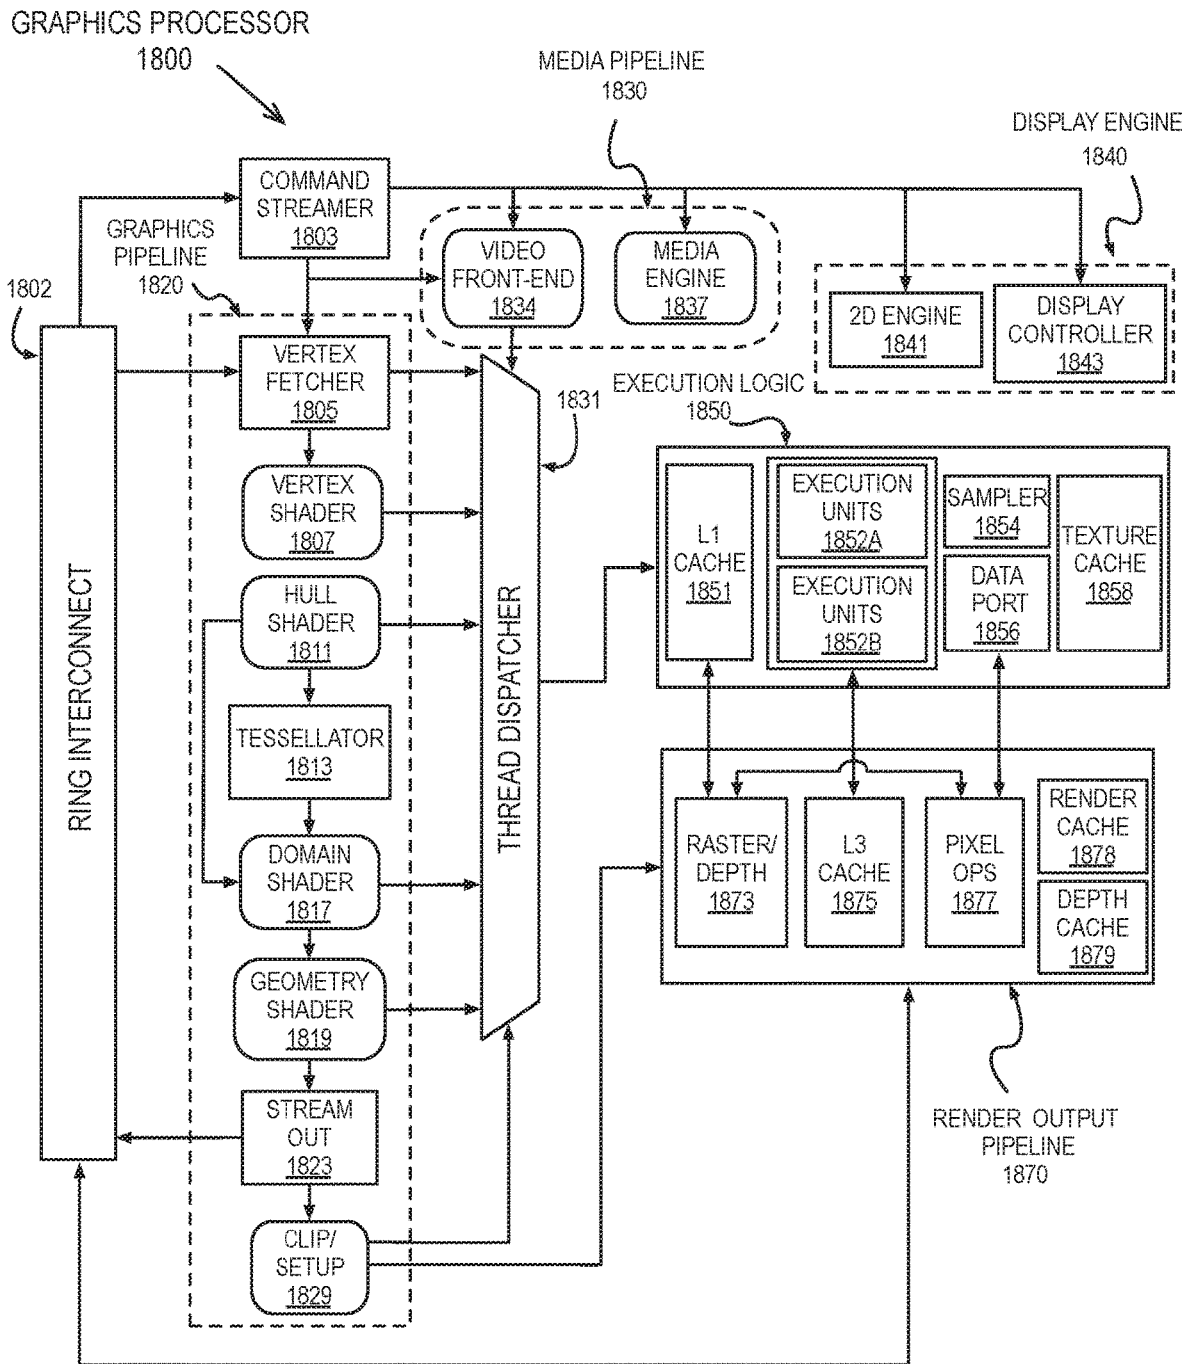 GRAPHICS PROCESSOR
1800
MEDIA PIPELINE
1830
DISPLAY ENGINE
1840
COMMAND
STREAMER
1803
GRAPHICS
PIPELINE
1820
VIDEO
FRONT-END
1834
MEDIA
ENGINE
1837
2D ENGINE
1841
DISPLAY
CONTROLLER
1843
1802
RING INTERCONNECT
VERTEX
FETCHER
1805
VERTEX
SHADER
1807
HULL
SHADER
1811
TESSELLATOR
1813
DOMAIN
SHADER
1817
GEOMETRY
SHADER
1819
STREAM
OUT
1823
CLIP/
SETUP
1829
THREAD DISPATCHER
1831
EXECUTION LOGIC
1850
L1
CACHE
1851
EXECUTION
UNITS
1852A
EXECUTION
UNITS
1852B
SAMPLER
1854
DATA
PORT
1856
TEXTURE
CACHE
1858
RASTER/
DEPTH
1873
L3
CACHE
1875
PIXEL
OPS
1877
RENDER
CACHE
1878
DEPTH
CACHE
1879
RENDER OUTPUT
PIPELINE
1870